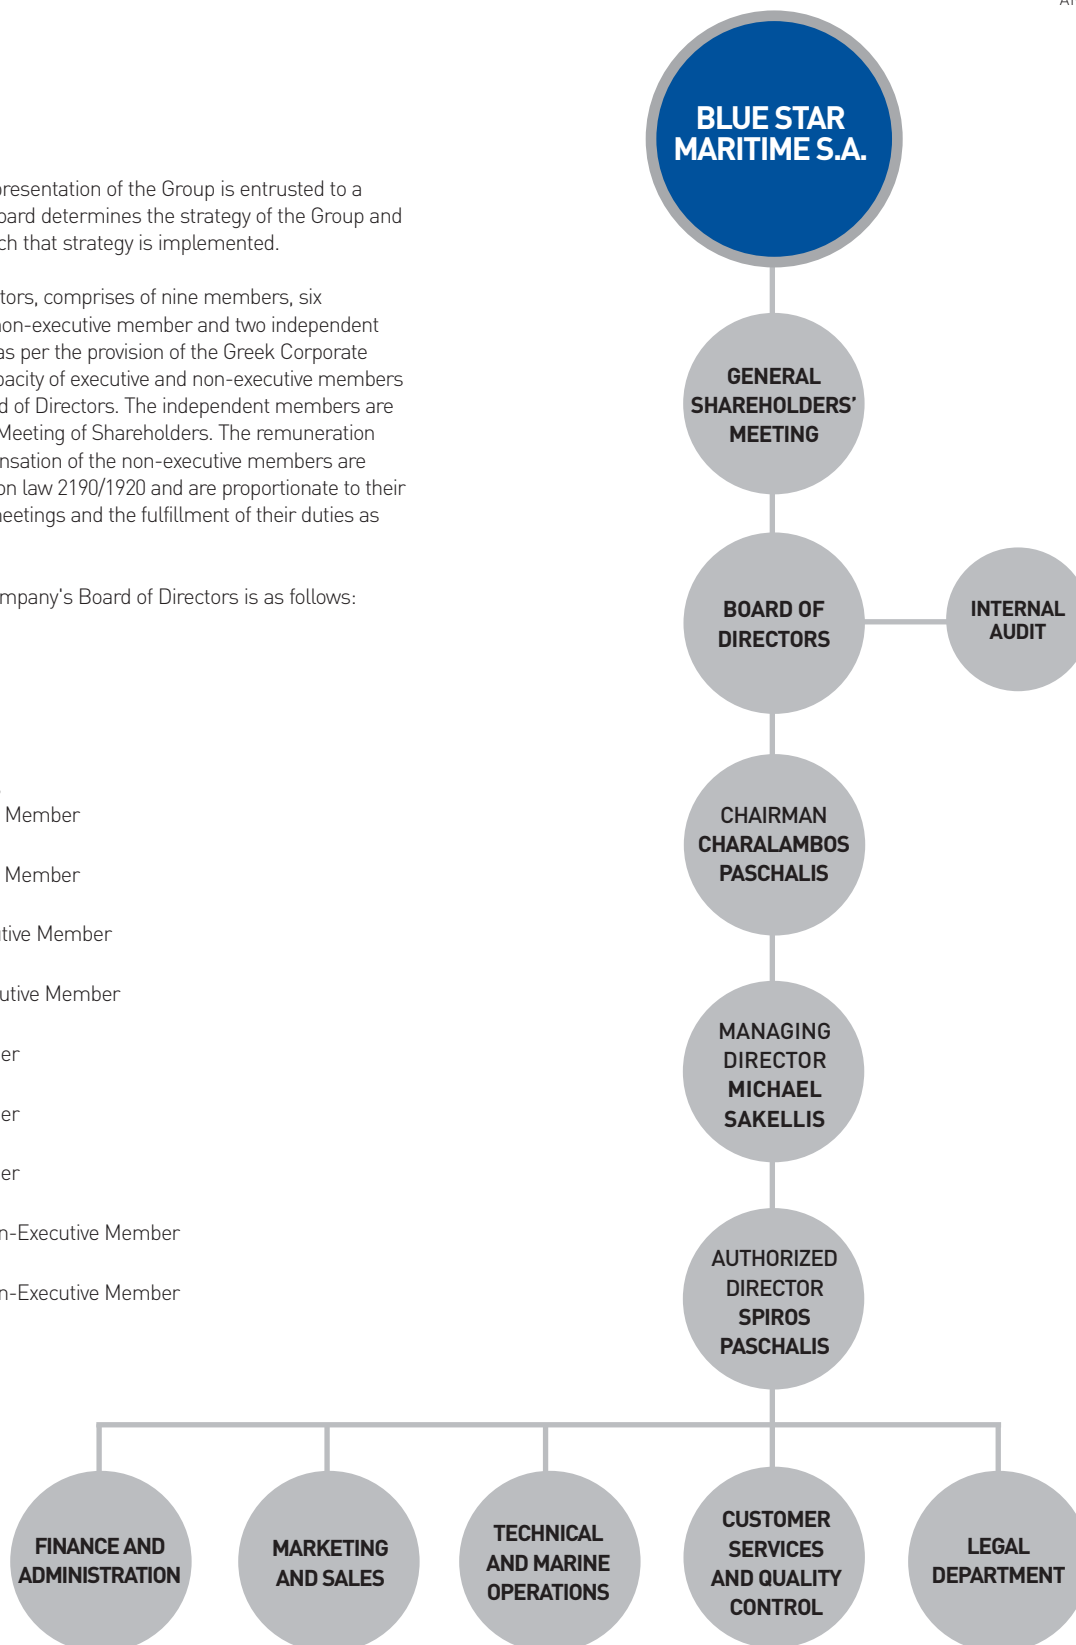 BLUE STAR
MARITIME S.A.
presentation of the Group is entrusted to a
oard determines the strategy of the Group and
ch that strategy is implemented.
tors, comprises of nine members, six
non-executive member and two independent
as per the provision of the Greek Corporate
pacity of executive and non-executive members
d of Directors. The independent members are
Meeting of Shareholders. The remuneration
nsation of the non-executive members are
on law 2190/1920 and are proportionate to their
meetings and the fulfillment of their duties as
ompany's Board of Directors is as follows:
Member
Member
tive Member
utive Member
er
er
er
n-Executive Member
n-Executive Member
GENERAL
SHAREHOLDERS'
MEETING
BOARD OF
DIRECTORS
INTERNAL
AUDIT
CHAIRMAN
CHARALAMBOS
PASCHALIS
MANAGING
DIRECTOR
MICHAEL
SAKELLIS
AUTHORIZED
DIRECTOR
SPIROS
PASCHALIS
FINANCE AND
ADMINISTRATION
MARKETING
AND SALES
TECHNICAL
AND MARINE
OPERATIONS
CUSTOMER
SERVICES
AND QUALITY
CONTROL
LEGAL
DEPARTMENT